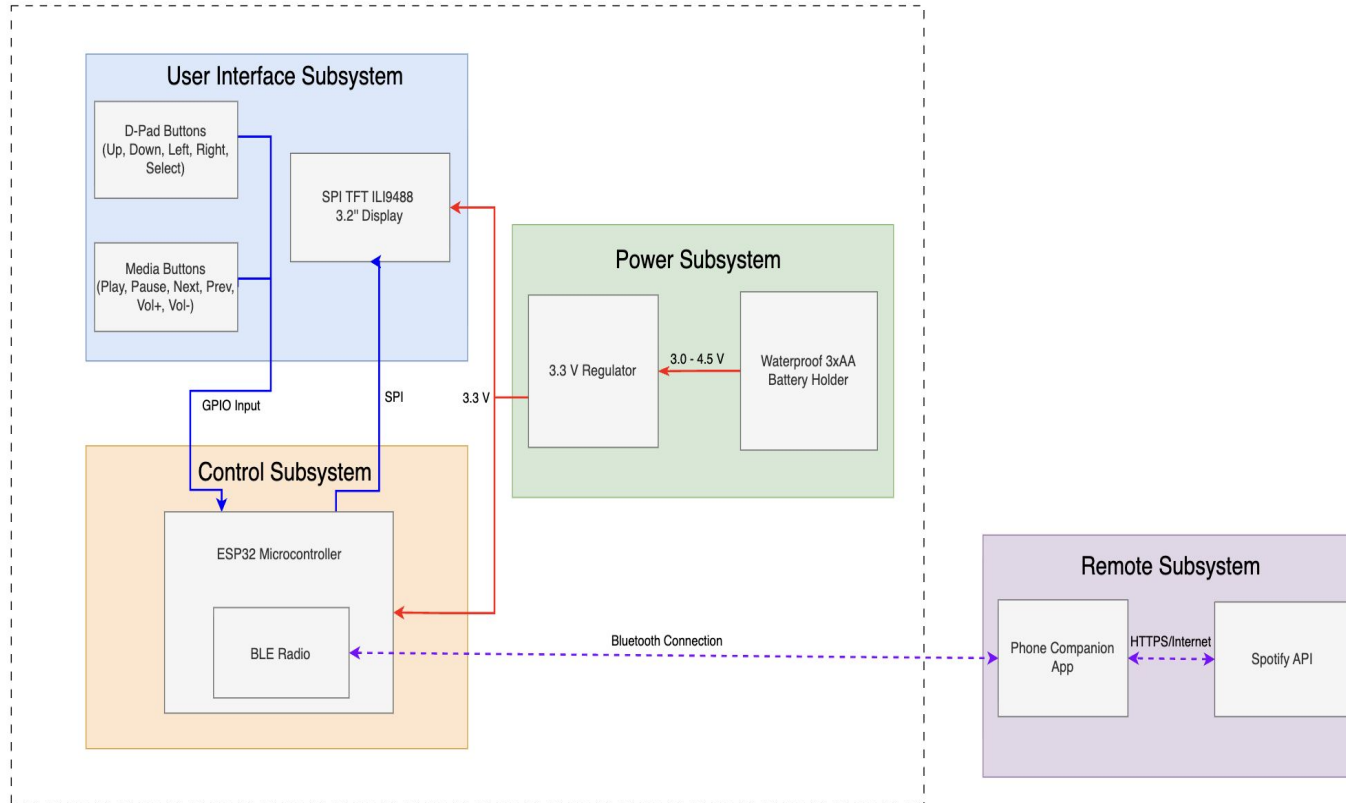 User Interface Subsystem
D-Pad Buttons
(Up, Down, Left, Right,
Select)
SPI TFT ILI9488
3.2" Display
Media Buttons
(Play, Pause, Next, Prev,
Vol+, Vol-)
Power Subsystem
3.3 V Regulator
3.0 - 4.5 V
Waterproof 3xAA
Battery Holder
GPIO Input
SPI
3.3 V
Control Subsystem
ESP32 Microcontroller
BLE Radio
Bluetooth Connection
Remote Subsystem
Phone Companion
App
HTTPS/Internet
Spotify API